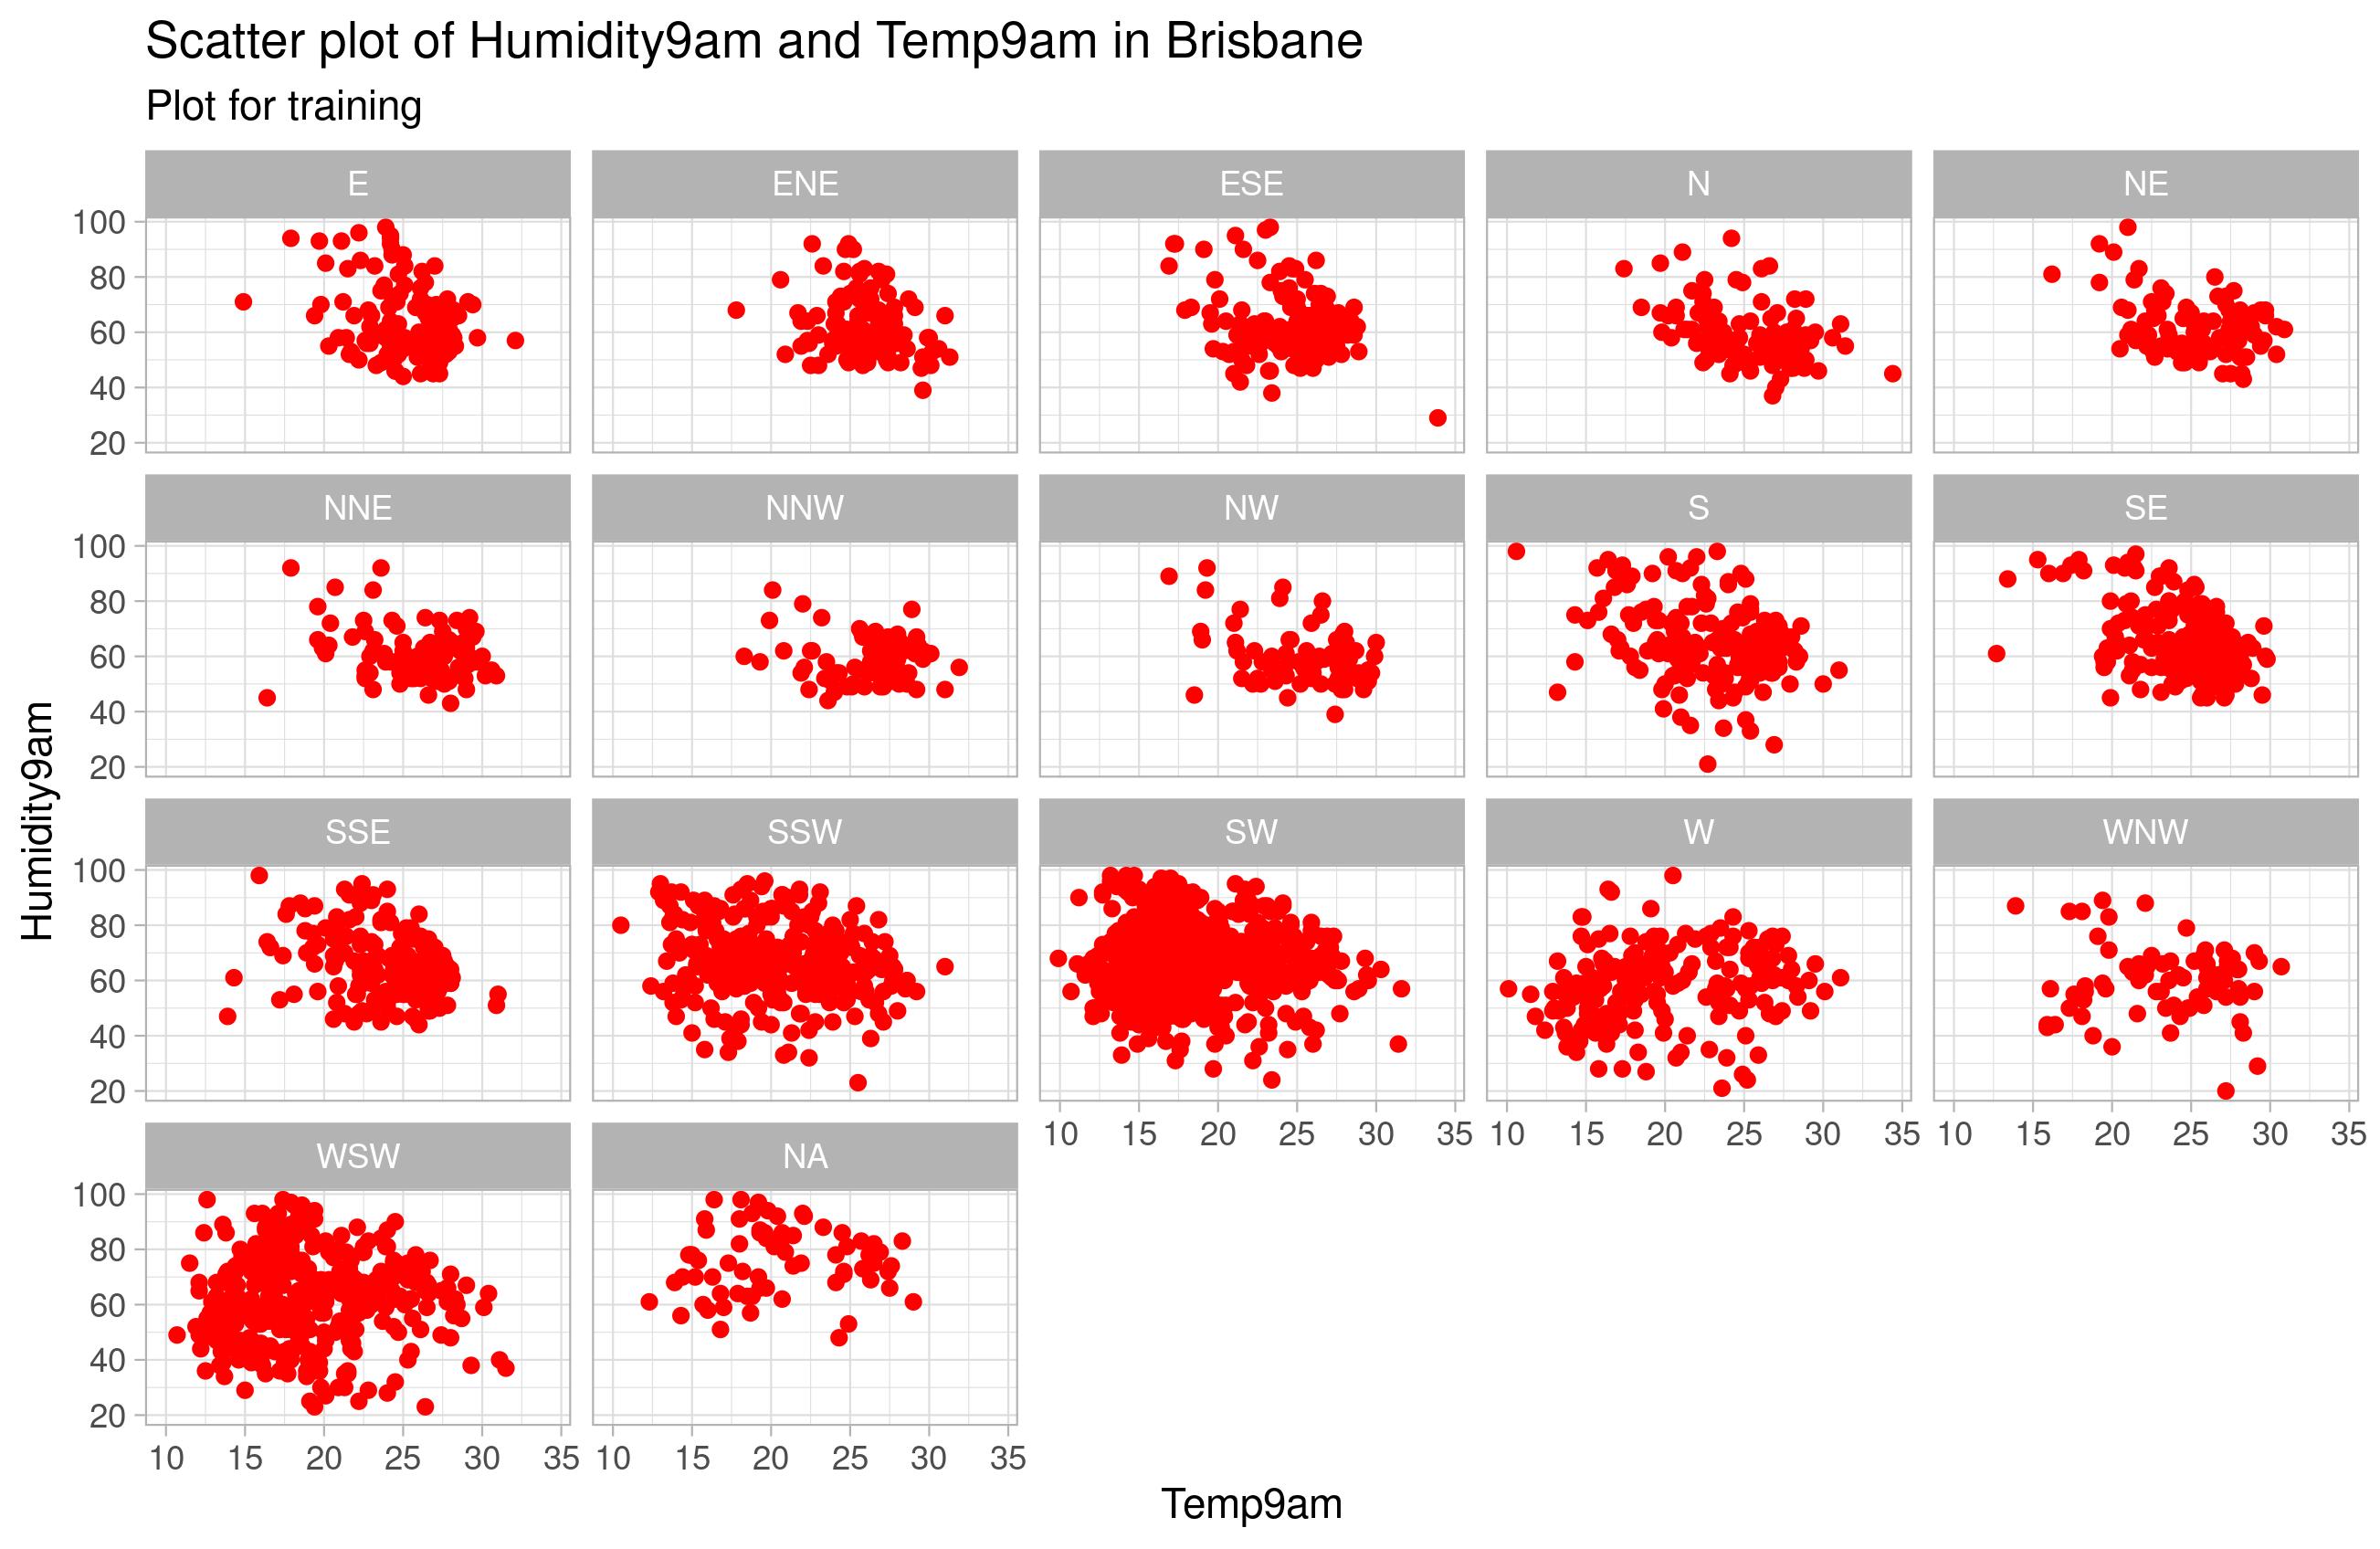 Scatter plot of Humidity9am and Temp9am in Brisbane
Plot for training
E ENE ESE N NE
100
80
60
40
20
NNE NNW NW S SE
100
80
60
40
20
SSE SSW SW W WNW
100
80
60
40
20
10 15 20 25 30 35 10 15 20 25 30 35 10 15 20 25 30 35
WSW NA
100
80
60
40
20
10 15 20 25 30 35 10 15 20 25 30 35
Humidity9am
Temp9am